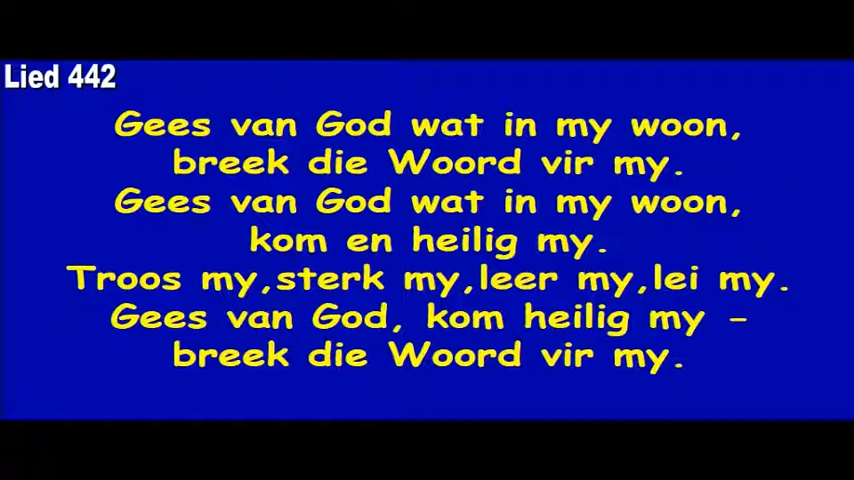 Lied 442
Gees van God wat in my woon,
breek die Woord vir my.
Gees van God wat in my woon,
kom en heilig my.
Troos my,sterk my,leer my,lei my.
Gees van God, kom heilig my -
breek die Woord vir my.